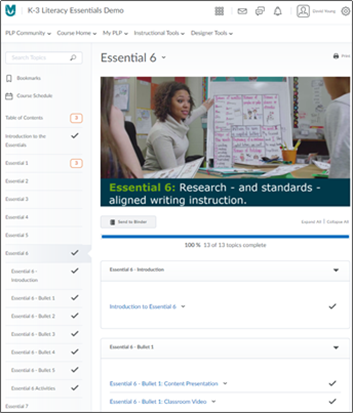 K-3 Literacy Essentials Demo
PLP Community Course Home My PLP Instructional Tools Designer Tools
Search Topics
Bookmarks
Course Schedule
Table of Contents
Introduction to the Essentials
Essential 1
Essential 2
Essential 3
Essential 4
Essential 5
Essential 6
Essential 6 - Introduction
Essential 6 - Bullet 1
Essential 6 - Bullet 2
Essential 6 - Bullet 3
Essential 6 - Bullet 4
Essential 6 - Bullet 5
Essential 6 Activities
Essential 7
Essential 6
Print
Essential 6: Research - and standards -
aligned writing instruction.
Send to Binder
Expand All | Collapse All
100 % 13 of 13 topics complete
Essential 6 - Introduction
Introduction to Essential 6
Essential 6 - Bullet 1
Essential 6 - Bullet 1: Content Presentation
Essential 6 - Bullet 1: Classroom Video